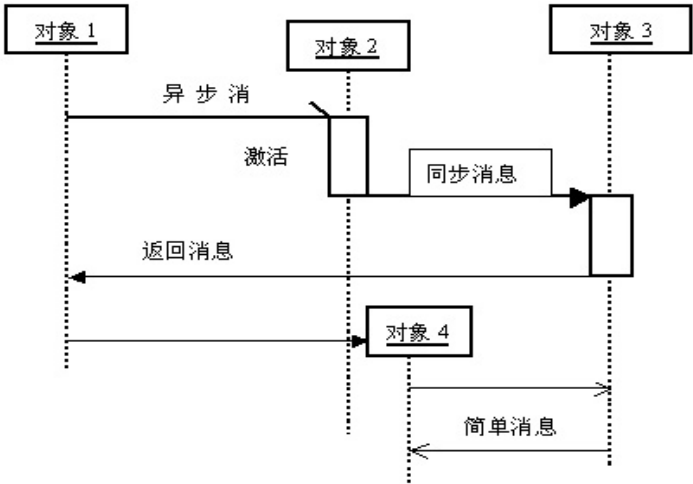 对象 1
对象 2
对象 3
异 步 消
激活
同步消息
返回消息
对象 4
简单消息